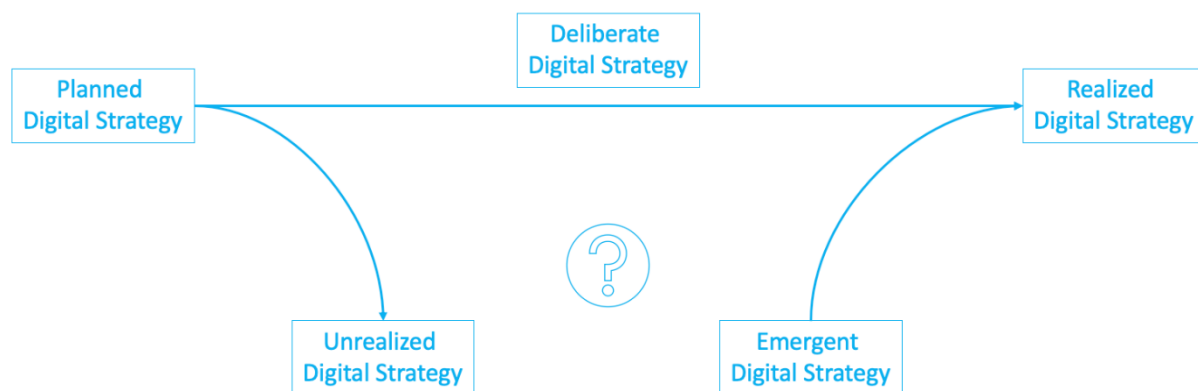 Deliberate
Digital Strategy
Planned
Digital Strategy
Realized
Digital Strategy
?
Unrealized
Digital Strategy
Emergent
Digital Strategy